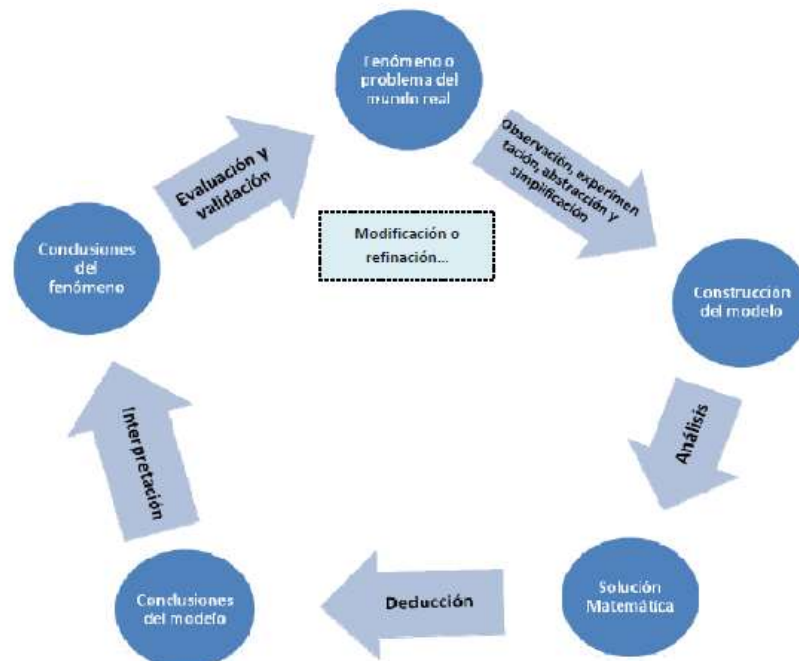 Fenómeno o
problema del
mundo real
Observación, experimen
tación, abstracción y
simplificación
Construcción
del modelo
Análisis
Solución
Matemática
Deducción
Conclusiones
del modelo
Interpretación
Conclusiones
del
fenómeno
Evaluación y
validación
Modificación o
refinación...